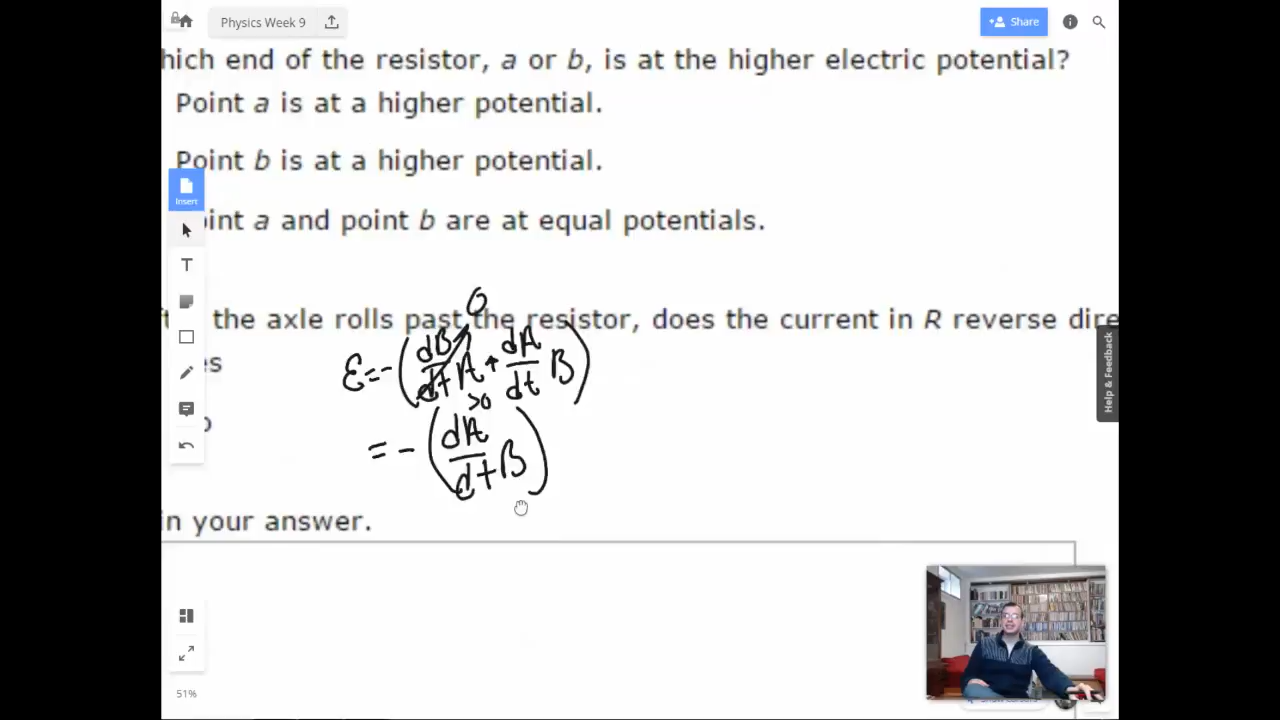 Physics Week 9
Share
hich end of the resistor, a or b, is at the higher electric potential?
Point a is at a higher potential.
Point b is at a higher potential.
Insert
oint a and point b are at equal potentials.
T
0
the axle rolls past the resistor, does the current in R reverse dire
es
ε = -(dB/dt A + dA/dt B)
>0
= -(dA/dt B)
Help & Feedback
in your answer.
51%